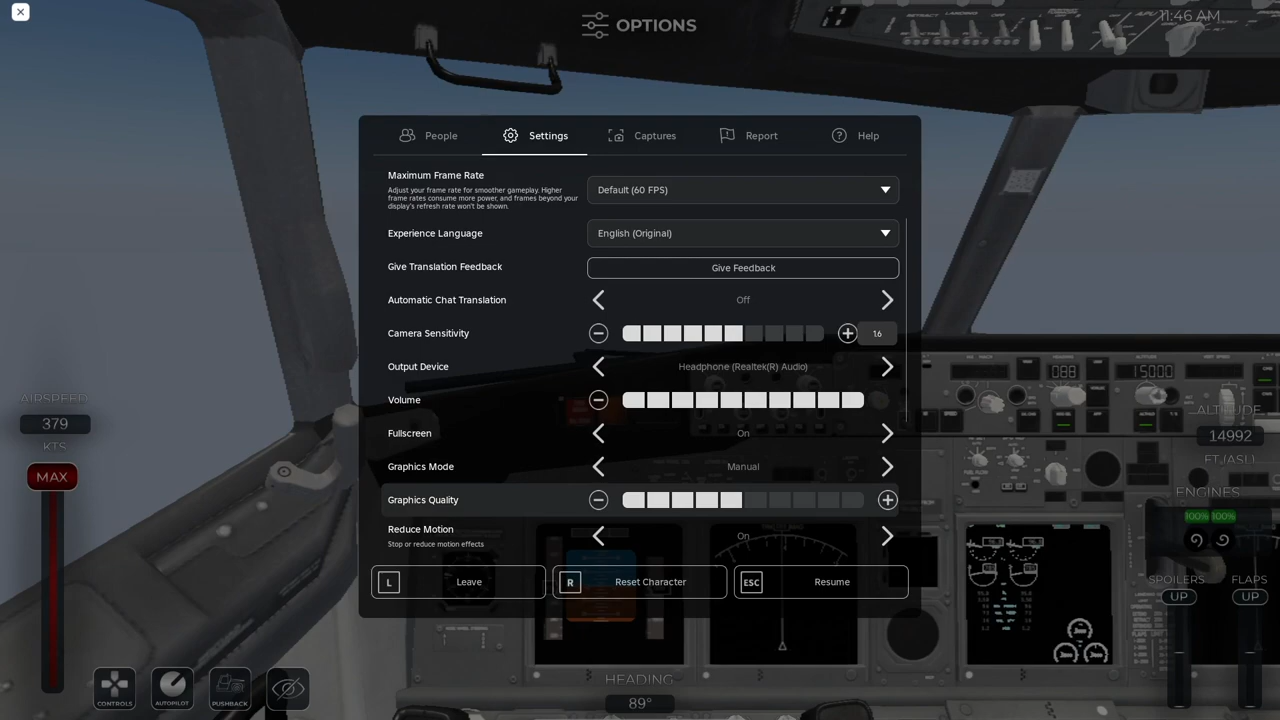 OPTIONS
11:46 AM
People
Settings
Captures
Report
Help
Maximum Frame Rate
Adjust your frame rate for smoother gameplay. Higher
frame rates consume more power, and frames beyond your
display's refresh rate won't be shown.
Default (60 FPS)
Experience Language
English (Original)
Give Translation Feedback
Give Feedback
Automatic Chat Translation
Off
Camera Sensitivity
1.6
Output Device
Headphone (Realtek(R) Audio)
Volume
Fullscreen
On
Graphics Mode
Manual
Graphics Quality
Reduce Motion
Stop or reduce motion effects
On
L
Leave
R
Reset Character
ESC
Resume
AIRSPEED
379
KTS
MAX
CONTROLS
AUTOPILOT
PUSHBACK
HEADING
89°
088
15000
ALTITUDE
14992
FT (ASL)
ENGINES
100% 100%
SPOILERS
UP
FLAPS
UP